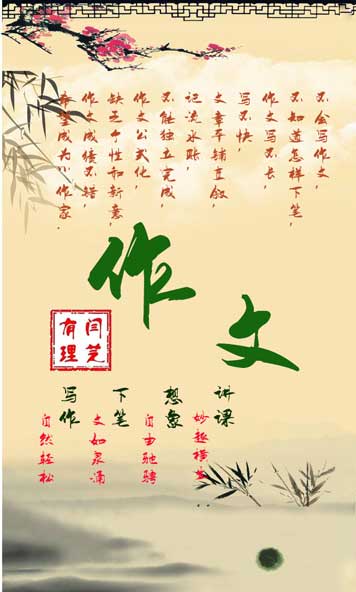 不会写作文，
不知道怎样下笔，
作文写不长，
写不快，
文章平铺直叙，
记流水账，
不能独立完成，
作文公式化，
缺乏个性和新意，
作文成绩不错，
希望成为小作家.
作文
闫芝
有理
讲课
妙趣横生
想象
自由驰骋
下笔
文如泉涌
写作
自然轻松